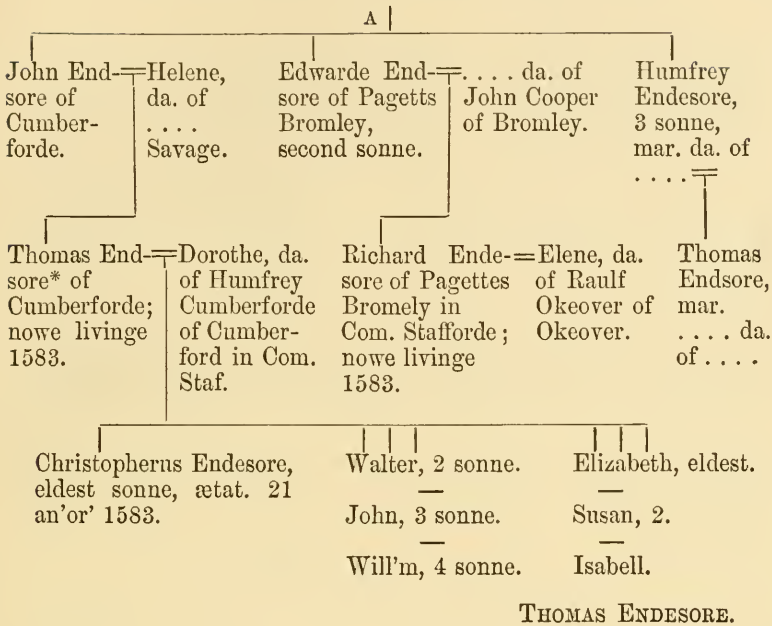 A
John End-
sore of
Cumber-
forde.
Helene,
da. of
. . . .
Savage.
Edwarde End-
sore of Pagetts
Bromley,
second sonne.
. . . . da. of
John Cooper
of Bromley.
Humfrey
Endesore,
3 sonne,
mar. da. of
. . . .
Thomas End-
sore* of
Cumberforde;
nowe livinge
1583.
Dorothe, da.
of Humfrey
Cumberforde
of Cumber-
ford in Com.
Staf.
Richard Ende-
sore of Pagettes
Bromely in
Com. Stafforde;
nowe livinge
1583.
Elene, da.
of Raulf
Okeover of
Okeover.
Thomas
Endsore,
mar.
. . . . da.
of . . . .
Christopherus Endesore,
eldest sonne, ætat. 21
an'or' 1583.
Walter, 2 sonne.
John, 3 sonne.
Will'm, 4 sonne.
Elizabeth, eldest.
Susan, 2.
Isabell.
THOMAS ENDESORE.